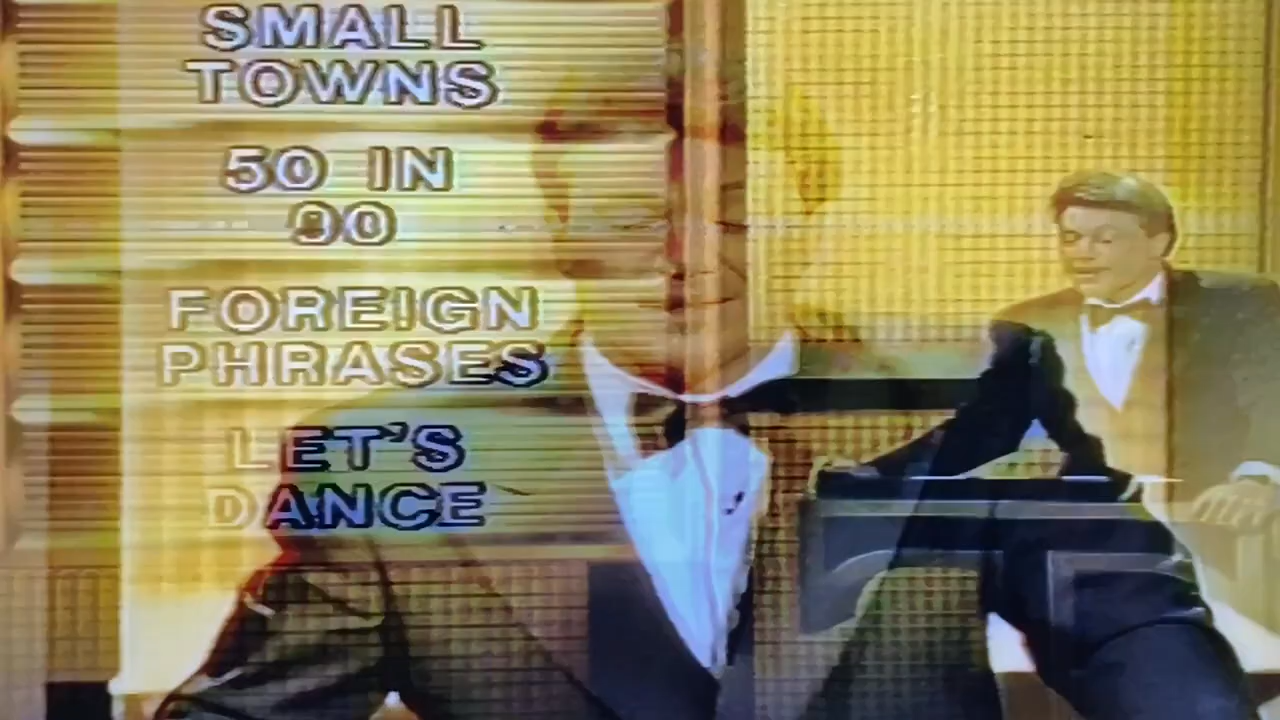 SMALL
TOWNS
50 IN
90
FOREIGN
PHRASES
LET'S
DANCE